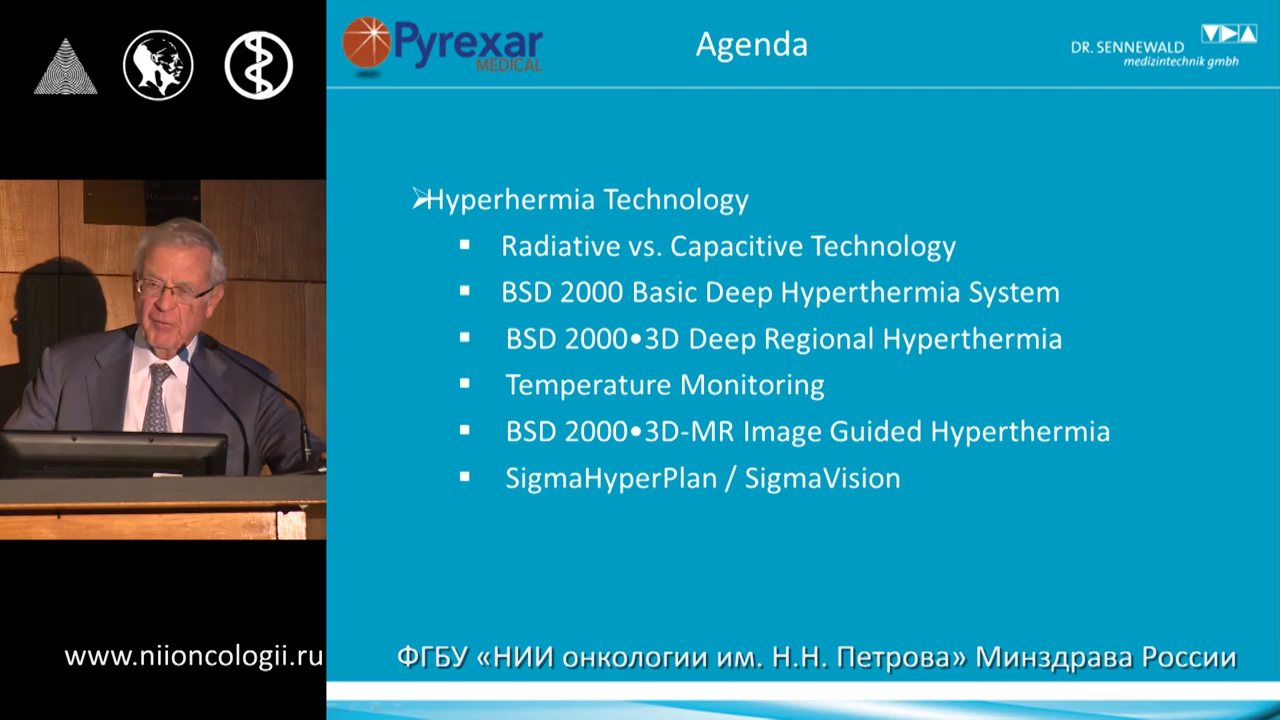 Pyrexar
MEDICAL
Agenda
DR. SENNEWALD
medizintechnik gmbh
Hyperhermia Technology
Radiative vs. Capacitive Technology
BSD 2000 Basic Deep Hyperthermia System
BSD 2000•3D Deep Regional Hyperthermia
Temperature Monitoring
BSD 2000•3D-MR Image Guided Hyperthermia
SigmaHyperPlan / SigmaVision
www.niioncologii.ru
ФГБУ «НИИ онкологии им. Н.Н. Петрова» Минздрава России